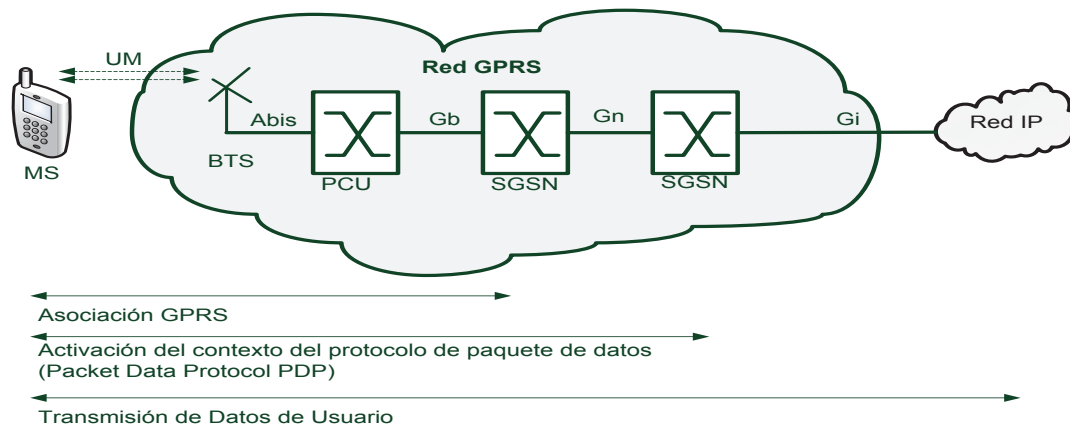 UM
Red GPRS
Abis
Gb
Gn
Gi
Red IP
MS
BTS
PCU
SGSN
SGSN
Asociación GPRS
Activación del contexto del protocolo de paquete de datos
(Packet Data Protocol PDP)
Transmisión de Datos de Usuario